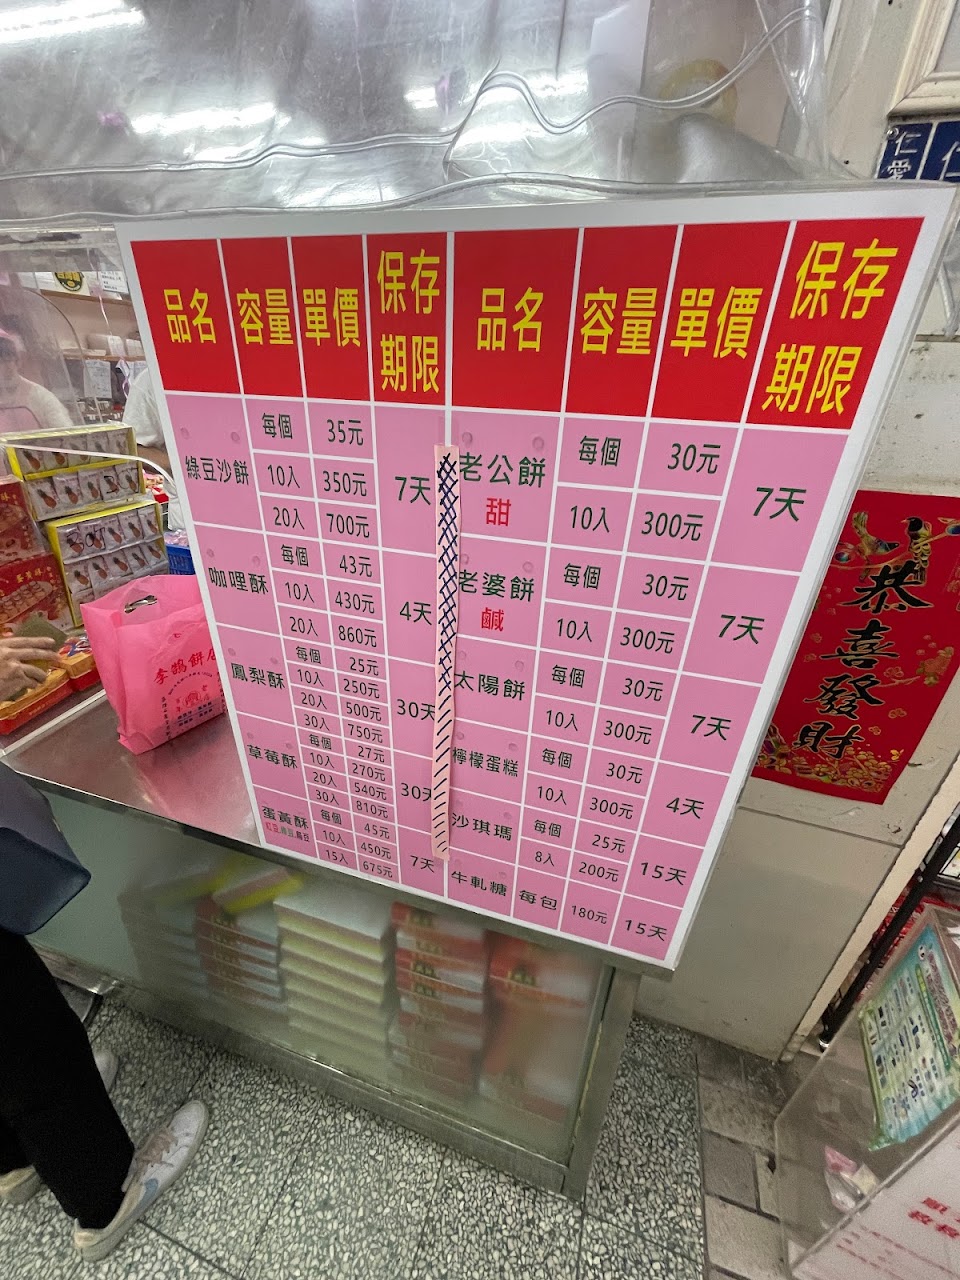 品名 容量 單價 保存期限 品名 容量 單價 保存期限
綠豆沙餅 每個 35元 7天
10入 350元
20入 700元
咖哩酥 每個 43元 4天
10入 430元
20入 860元
鳳梨酥 每個 25元 30天
10入 250元
20入 500元
30入 750元
草莓酥 每個 27元 30天
10入 270元
20入 540元
30入 810元
蛋黃酥 每個 45元 7天
10入 450元
15入 675元
老公餅 甜 每個 30元 7天
10入 300元
老婆餅 鹹 每個 30元 7天
10入 300元
太陽餅 每個 30元 7天
10入 300元
檸檬蛋糕 每個 30元 4天
10入 300元
沙琪瑪 每個 25元 15天
8入 200元
牛軋糖 每包 180元 15天
李鵠餅店
恭喜發財
仁愛
仁